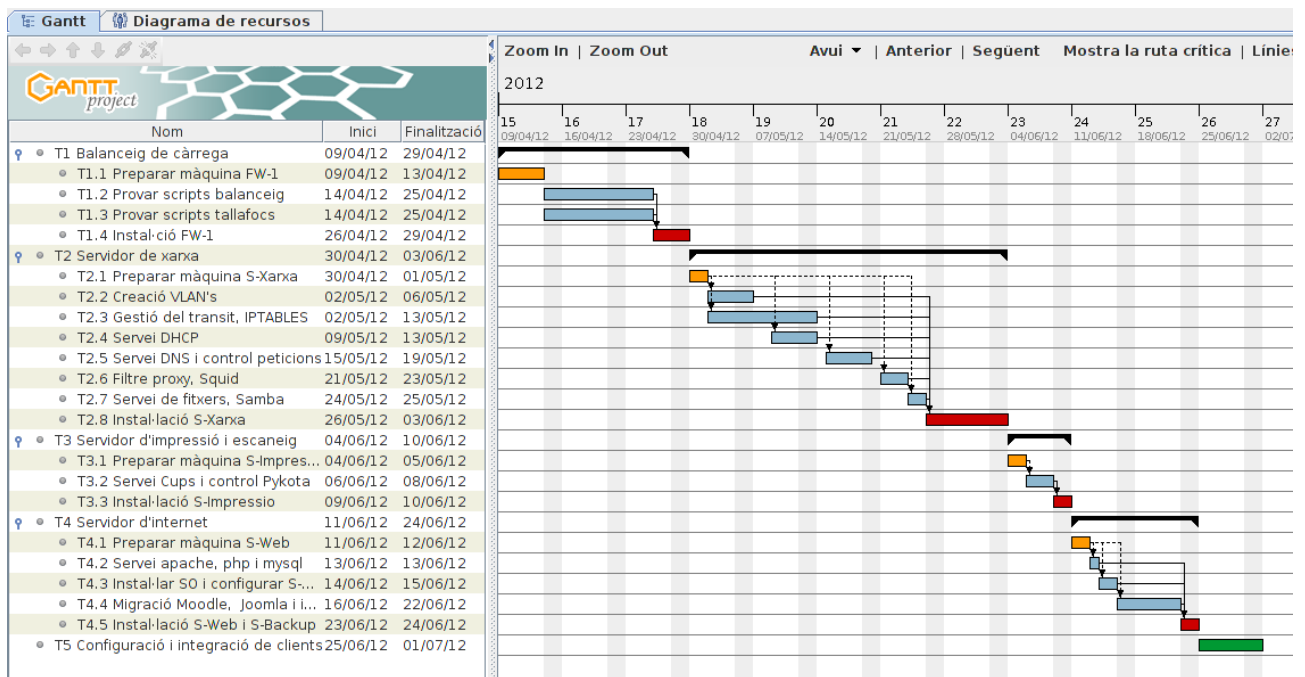 Gantt Diagrama de recursos
Zoom In | Zoom Out Avui | Anterior | Següent Mostra la ruta crítica | Línies
GANTT project
2012
15 16 17 18 19 20 21 22 23 24 25 26 27
09/04/12 16/04/12 23/04/12 30/04/12 07/05/12 14/05/12 21/05/12 28/05/12 04/06/12 11/06/12 18/06/12 25/06/12 02/07
Nom Inici Finalització
T1 Balanceig de càrrega 09/04/12 29/04/12
T1.1 Preparar màquina FW-1 09/04/12 13/04/12
T1.2 Provar scripts balanceig 14/04/12 25/04/12
T1.3 Provar scripts tallafocs 14/04/12 25/04/12
T1.4 Instal·ció FW-1 26/04/12 29/04/12
T2 Servidor de xarxa 30/04/12 03/06/12
T2.1 Preparar màquina S-Xarxa 30/04/12 01/05/12
T2.2 Creació VLAN's 02/05/12 06/05/12
T2.3 Gestió del transit, IPTABLES 02/05/12 13/05/12
T2.4 Servei DHCP 09/05/12 13/05/12
T2.5 Servei DNS i control peticions 15/05/12 19/05/12
T2.6 Filtre proxy, Squid 21/05/12 23/05/12
T2.7 Servei de fitxers, Samba 24/05/12 25/05/12
T2.8 Instal·lació S-Xarxa 26/05/12 03/06/12
T3 Servidor d'impressió i escaneig 04/06/12 10/06/12
T3.1 Preparar màquina S-Impres... 04/06/12 05/06/12
T3.2 Servei Cups i control Pykota 06/06/12 08/06/12
T3.3 Instal·lació S-Impressio 09/06/12 10/06/12
T4 Servidor d'internet 11/06/12 24/06/12
T4.1 Preparar màquina S-Web 11/06/12 12/06/12
T4.2 Servei apache, php i mysql 13/06/12 13/06/12
T4.3 Instal·lar SO i configurar S-... 14/06/12 15/06/12
T4.4 Migració Moodle, Joomla i i... 16/06/12 22/06/12
T4.5 Instal·lació S-Web i S-Backup 23/06/12 24/06/12
T5 Configuració i integració de clients 25/06/12 01/07/12